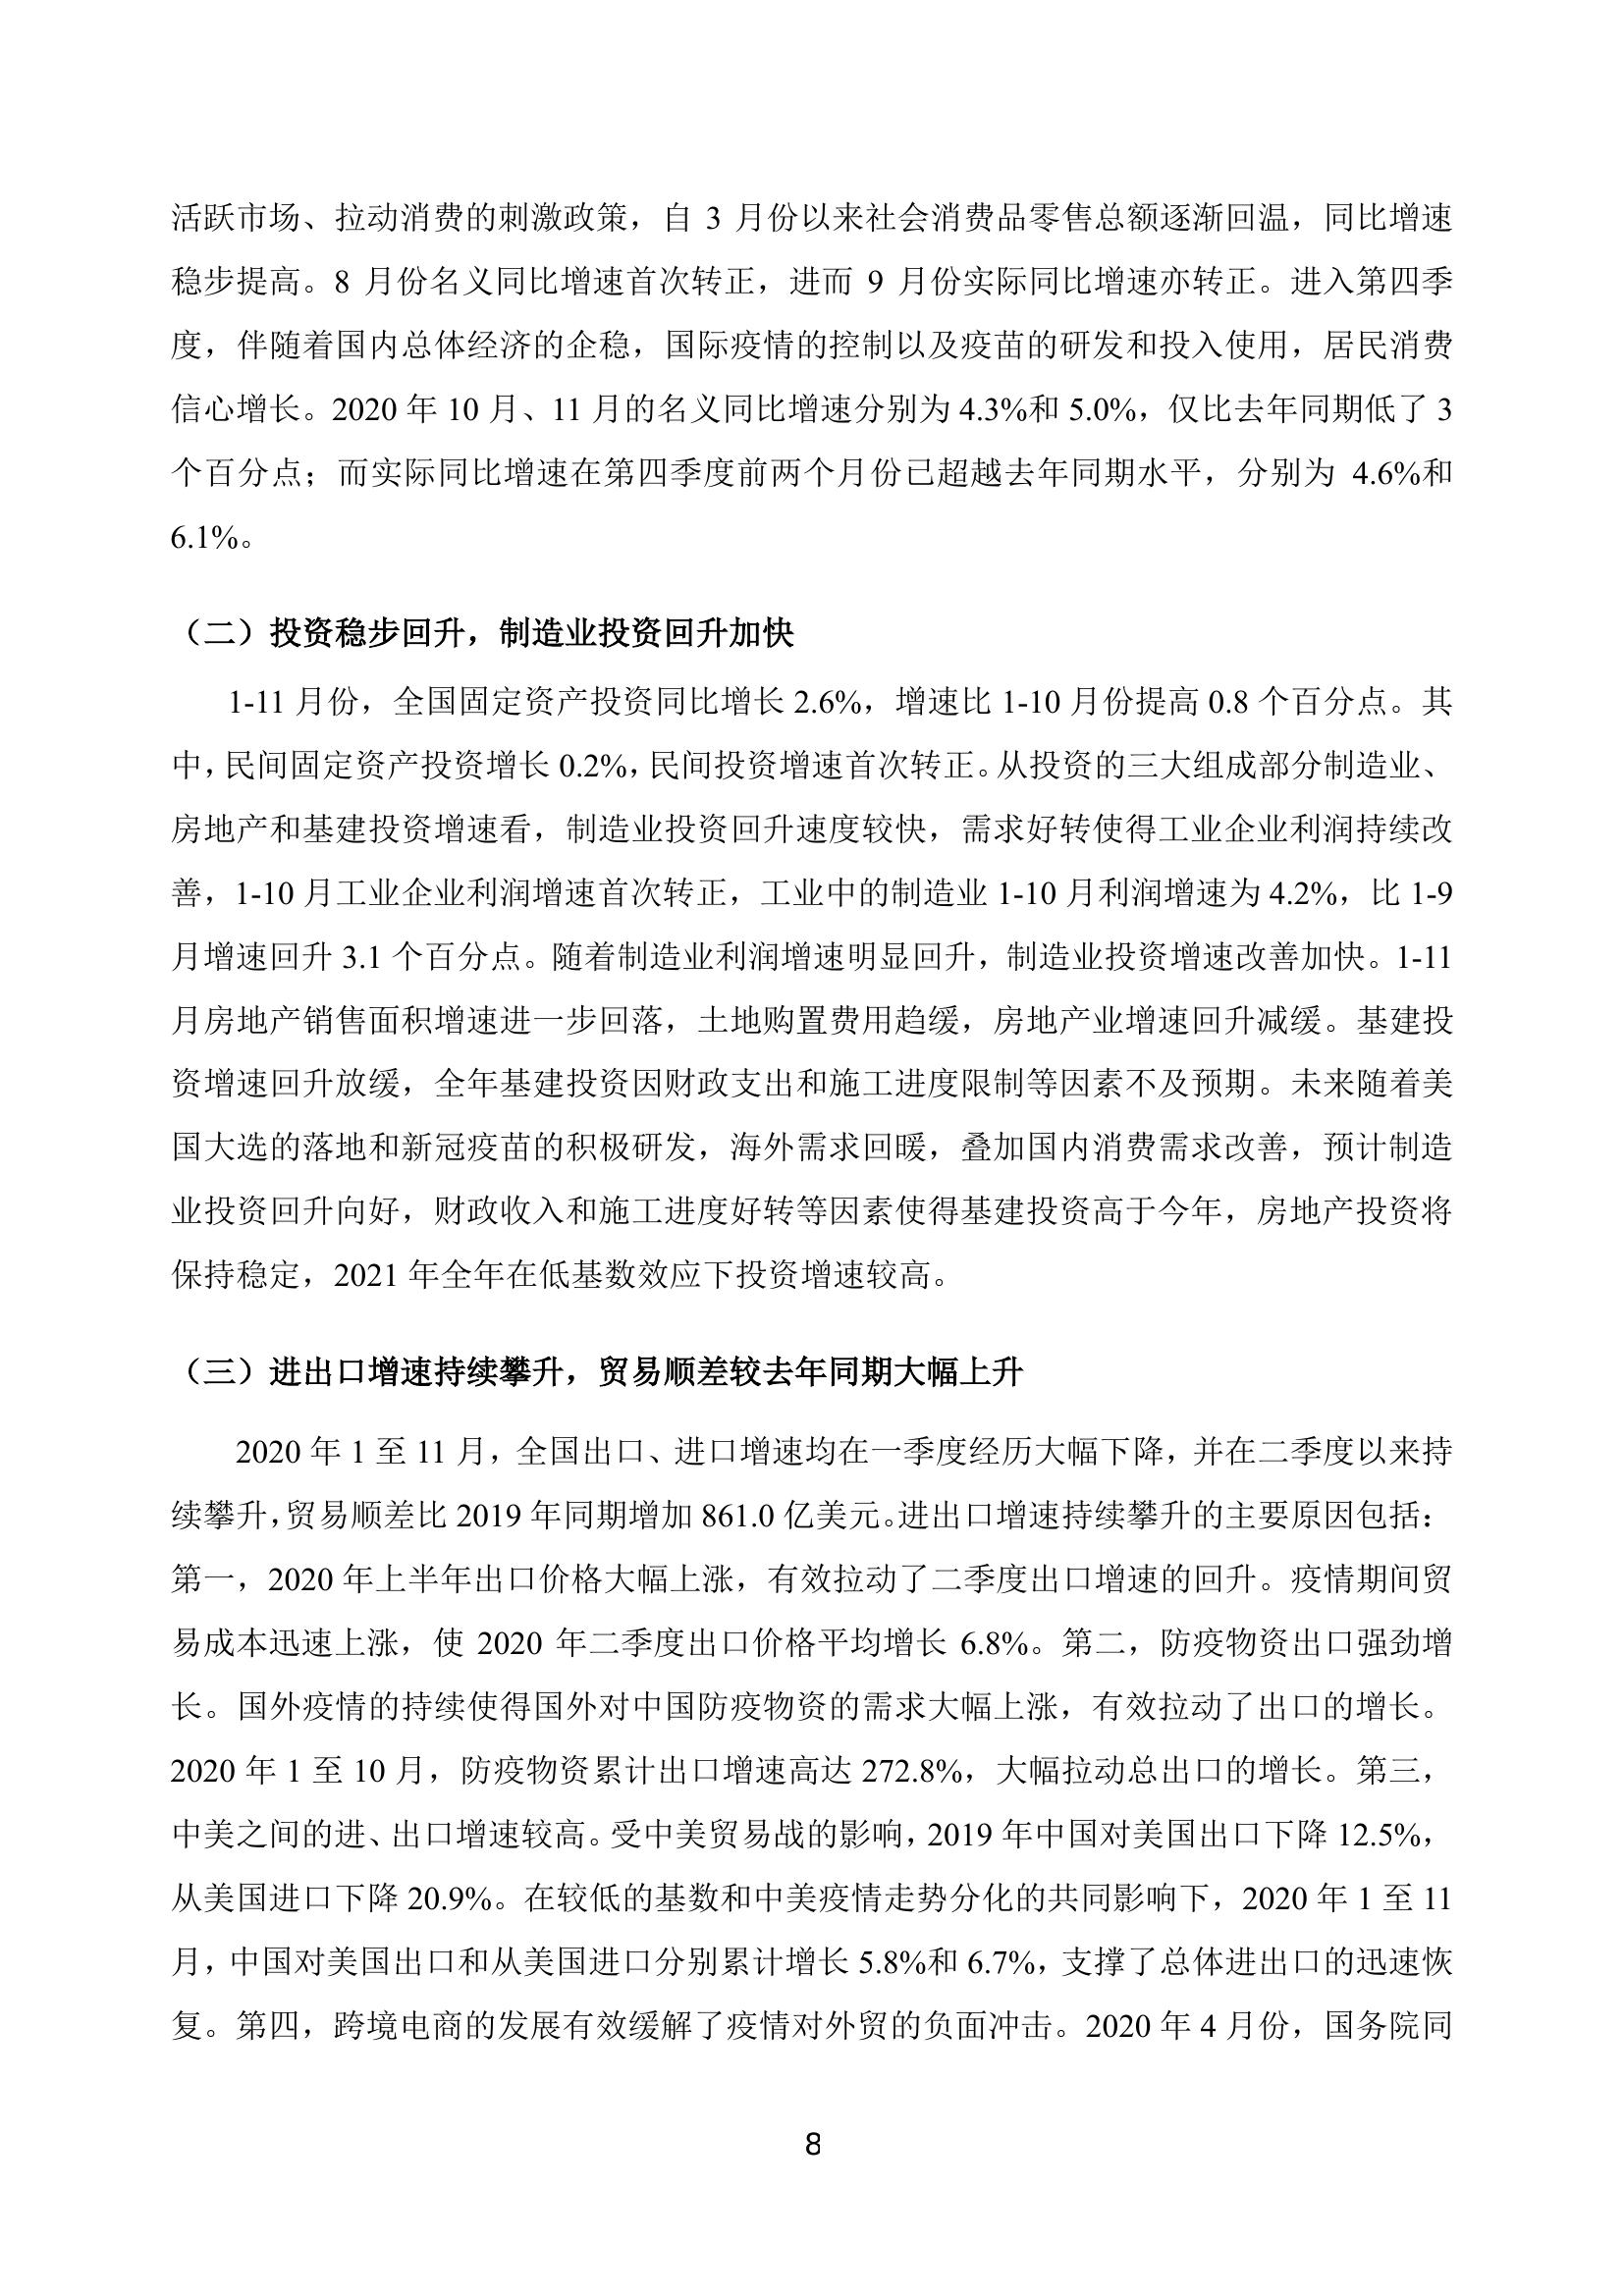 活跃市场、拉动消费的刺激政策，自 3 月份以来社会消费品零售总额逐渐回温，同比增速
稳步提高。8 月份名义同比增速首次转正，进而 9 月份实际同比增速亦转正。进入第四季
度，伴随着国内总体经济的企稳，国际疫情的控制以及疫苗的研发和投入使用，居民消费
信心增长。2020 年 10 月、11 月的名义同比增速分别为 4.3%和 5.0%，仅比去年同期低了 3
个百分点；而实际同比增速在第四季度前两个月份已超越去年同期水平，分别为 4.6%和
6.1%。
（二）投资稳步回升，制造业投资回升加快
1-11 月份，全国固定资产投资同比增长 2.6%，增速比 1-10 月份提高 0.8 个百分点。其
中，民间固定资产投资增长 0.2%，民间投资增速首次转正。从投资的三大组成部分制造业、
房地产和基建投资增速看，制造业投资回升速度较快，需求好转使得工业企业利润持续改
善，1-10 月工业企业利润增速首次转正，工业中的制造业 1-10 月利润增速为 4.2%，比 1-9
月增速回升 3.1 个百分点。随着制造业利润增速明显回升，制造业投资增速改善加快。1-11
月房地产销售面积增速进一步回落，土地购置费用趋缓，房地产业增速回升减缓。基建投
资增速回升放缓，全年基建投资因财政支出和施工进度限制等因素不及预期。未来随着美
国大选的落地和新冠疫苗的积极研发，海外需求回暖，叠加国内消费需求改善，预计制造
业投资回升向好，财政收入和施工进度好转等因素使得基建投资高于今年，房地产投资将
保持稳定，2021 年全年在低基数效应下投资增速较高。
（三）进出口增速持续攀升，贸易顺差较去年同期大幅上升
2020 年 1 至 11 月，全国出口、进口增速均在一季度经历大幅下降，并在二季度以来持
续攀升，贸易顺差比 2019 年同期增加 861.0 亿美元。进出口增速持续攀升的主要原因包括：
第一，2020 年上半年出口价格大幅上涨，有效拉动了二季度出口增速的回升。疫情期间贸
易成本迅速上涨，使 2020 年二季度出口价格平均增长 6.8%。第二，防疫物资出口强劲增
长。国外疫情的持续使得国外对中国防疫物资的需求大幅上涨，有效拉动了出口的增长。
2020 年 1 至 10 月，防疫物资累计出口增速高达 272.8%，大幅拉动总出口的增长。第三，
中美之间的进、出口增速较高。受中美贸易战的影响，2019 年中国对美国出口下降 12.5%，
从美国进口下降 20.9%。在较低的基数和中美疫情走势分化的共同影响下，2020 年 1 至 11
月，中国对美国出口和从美国进口分别累计增长 5.8%和 6.7%，支撑了总体进出口的迅速恢
复。第四，跨境电商的发展有效缓解了疫情对外贸的负面冲击。2020 年 4 月份，国务院同
8